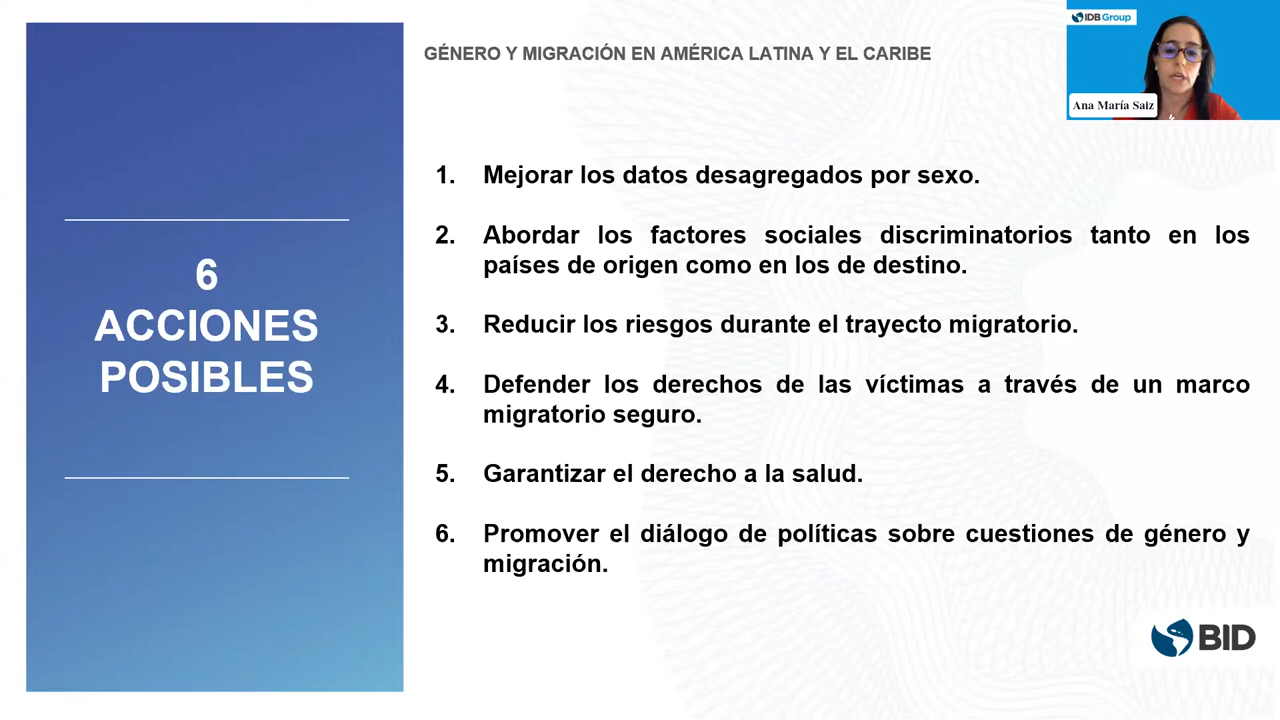 GÉNERO Y MIGRACIÓN EN AMÉRICA LATINA Y EL CARIBE
IDB Group
Ana María Saiz
6
ACCIONES
POSIBLES
1. Mejorar los datos desagregados por sexo.
2. Abordar los factores sociales discriminatorios tanto en los
países de origen como en los de destino.
3. Reducir los riesgos durante el trayecto migratorio.
4. Defender los derechos de las víctimas a través de un marco
migratorio seguro.
5. Garantizar el derecho a la salud.
6. Promover el diálogo de políticas sobre cuestiones de género y
migración.
BID